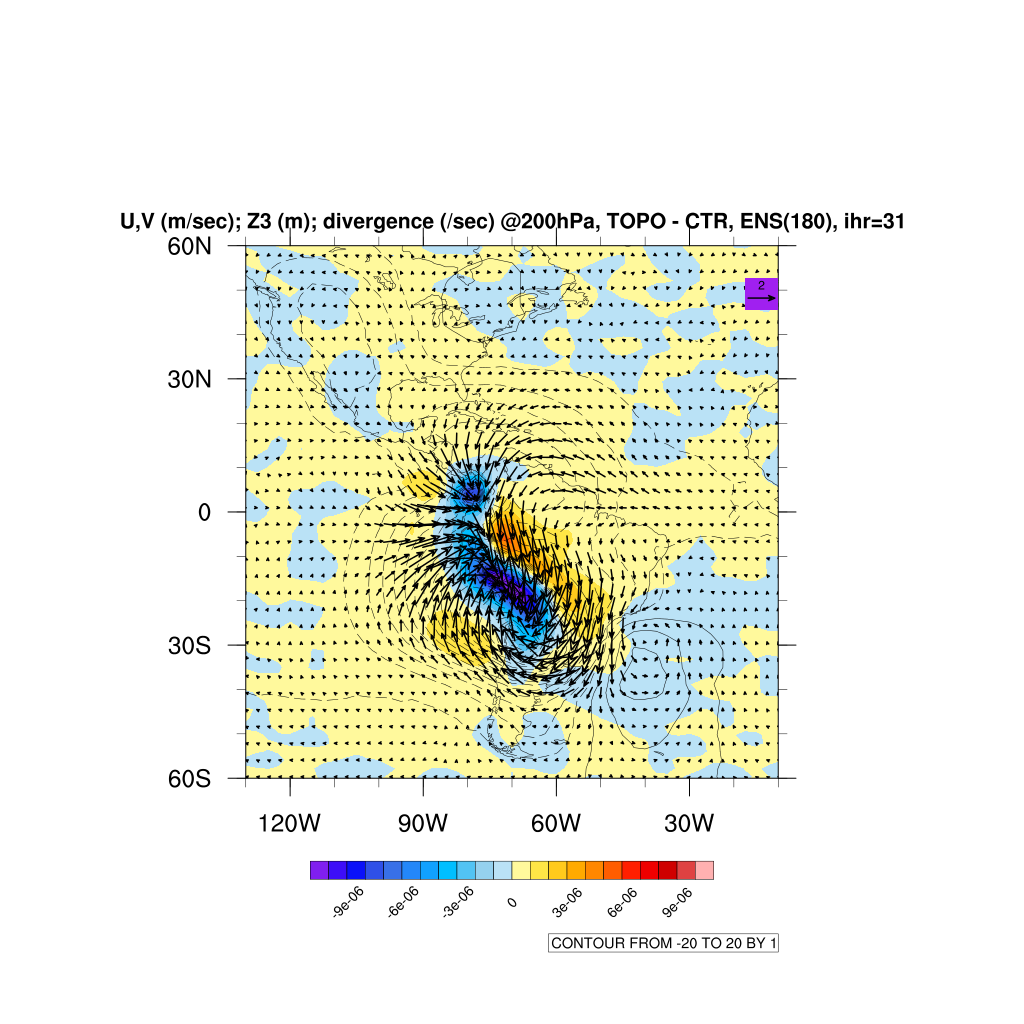 U,V (m/sec); Z3 (m); divergence (/sec) @200hPa, TOPO - CTR, ENS(180), ihr=31
60N
2
30N
0
30S
60S
120W 90W 60W 30W
-9e-06 -6e-06 -3e-06 0 3e-06 6e-06 9e-06
CONTOUR FROM -20 TO 20 BY 1